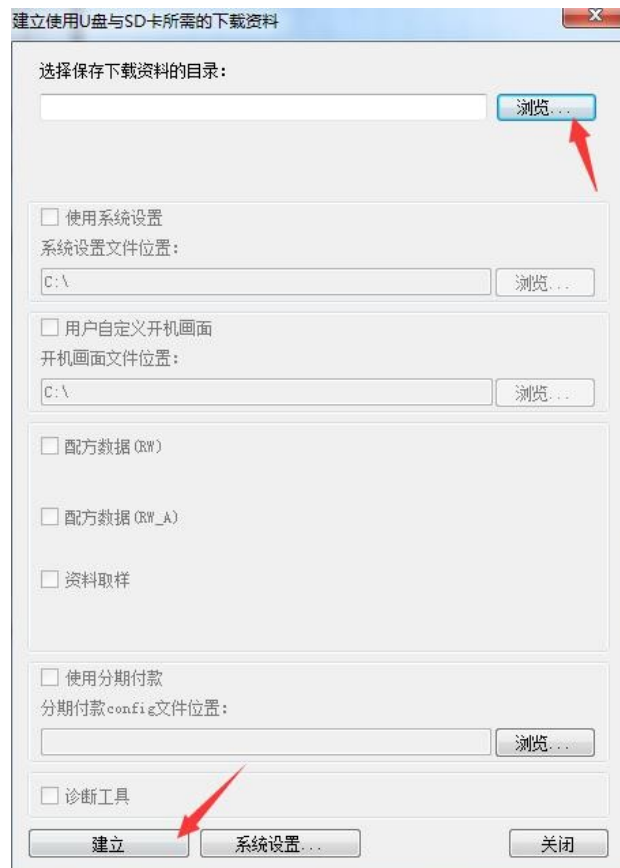 建立使用U盘与SD卡所需的下载资料
选择保存下载资料的目录:
浏览...
使用系统设置
系统设置文件位置:
C:\
浏览...
用户自定义开机画面
开机画面文件位置:
C:\
浏览...
配方数据(RW)
配方数据(RW_A)
资料取样
使用分期付款
分期付款config文件位置:
浏览...
诊断工具
建立 系统设置... 关闭